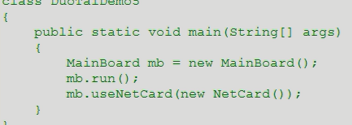 class DuoTaiDemo5
{
    public static void main(String[] args)
    {
        MainBoard mb = new MainBoard();
        mb.run();
        mb.useNetCard(new NetCard());
    }
}